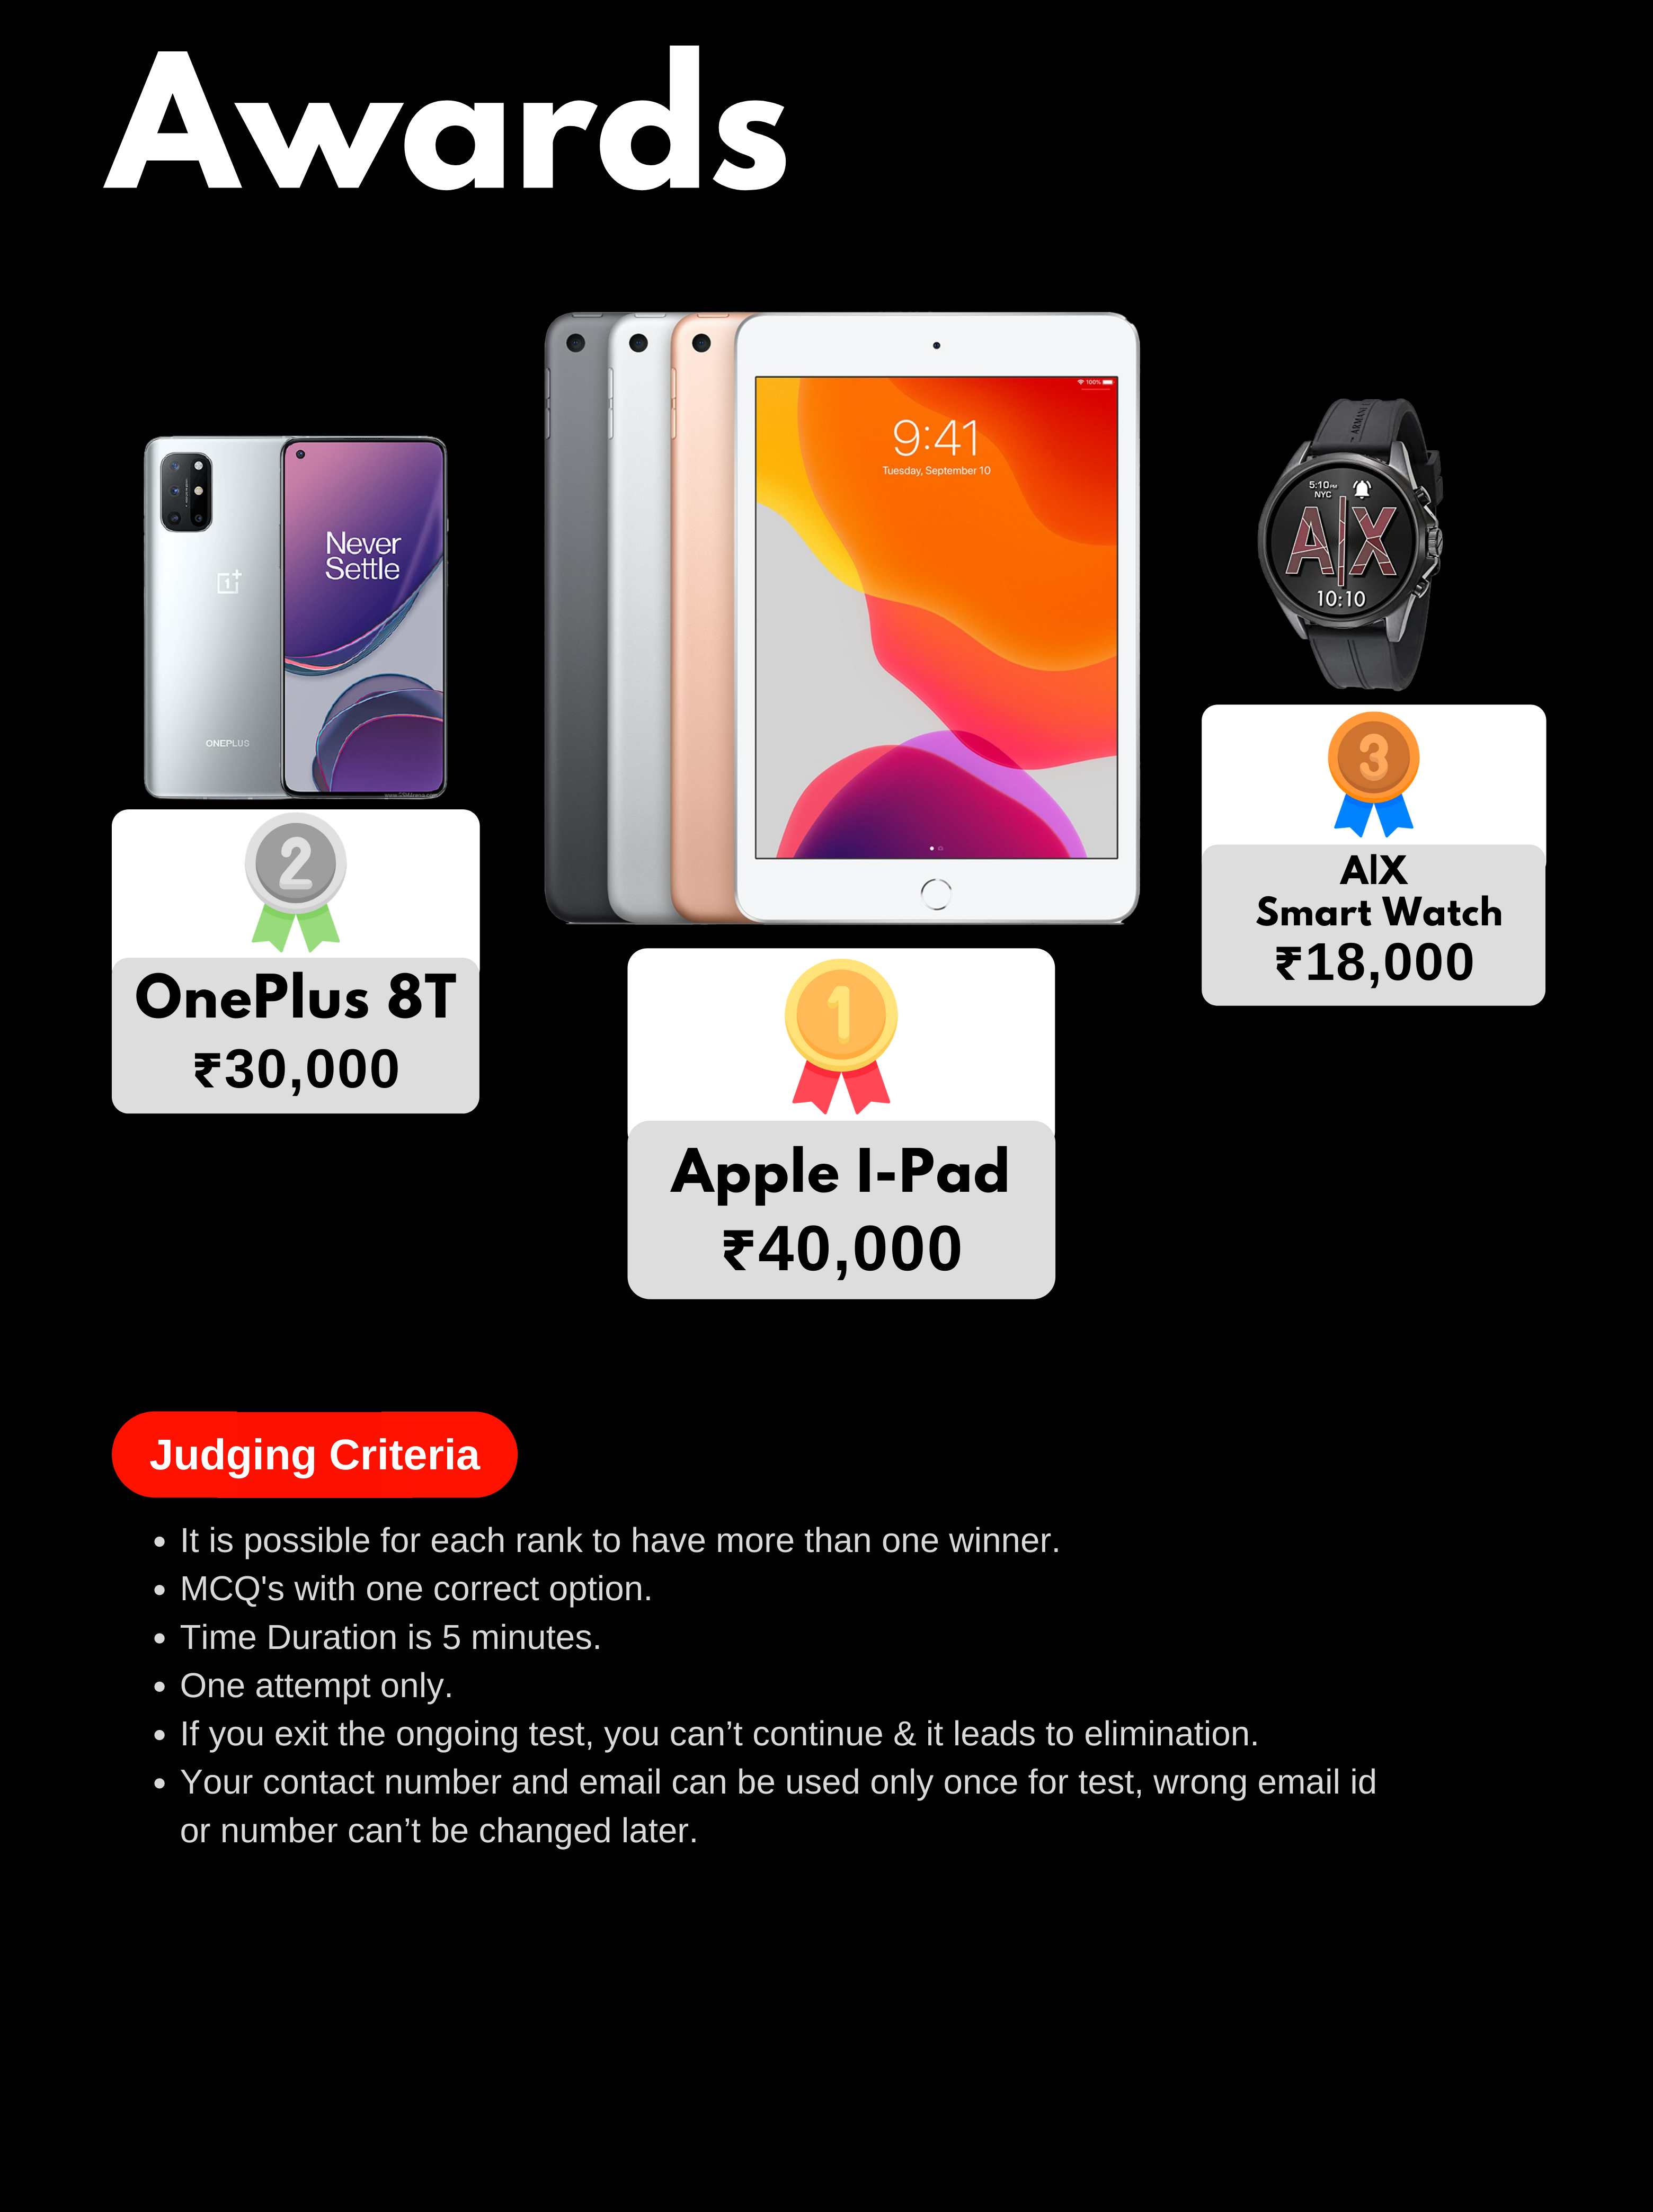 Awards
9:41
Tuesday, September 10
100%
Never
Settle
ONEPLUS
5:10 PM
NYC
A|X
10:10
2
OnePlus 8T
₹30,000
1
Apple I-Pad
₹40,000
3
A|X
Smart Watch
₹18,000
Judging Criteria
• It is possible for each rank to have more than one winner.
• MCQ's with one correct option.
• Time Duration is 5 minutes.
• One attempt only.
• If you exit the ongoing test, you can’t continue & it leads to elimination.
• Your contact number and email can be used only once for test, wrong email id
or number can’t be changed later.